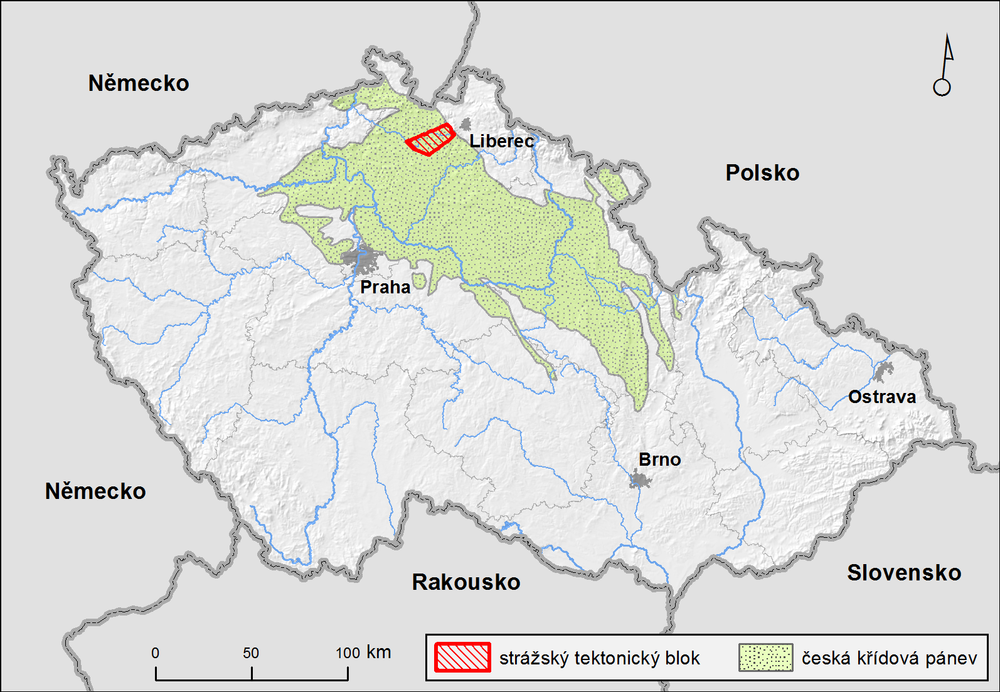 Německo
Liberec
Polsko
Praha
Ostrava
Brno
Německo
Rakousko
Slovensko
0 50 100 km
strážský tektonický blok
česká křídová pánev